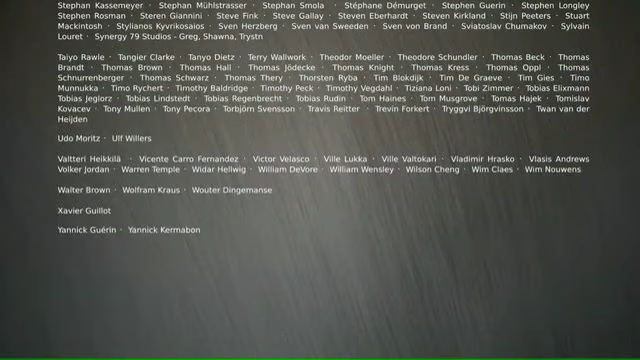 Stephan Kassemeyer · Stephan Mühlstrasser · Stephan Smola · Stéphane Démurget · Stephen Guerin · Stephen Longley
Stephen Rosman · Steren Giannini · Steve Fink · Steve Gallay · Steven Eberhardt · Steven Kirkland · Stijn Peeters · Stuart
Mackintosh · Stylianos Kyvrikosaios · Sven Herzberg · Sven van Sweeden · Sven von Brand · Sviatoslav Chumakov · Sylvain
Louret · Synergy 79 Studios - Greg, Shawna, Trystn
Taiyo Rawle · Tangier Clarke · Tanyo Dietz · Terry Wallwork · Theodor Moeller · Theodore Schundler · Thomas Beck · Thomas
Brandt · Thomas Brown · Thomas Hall · Thomas Jödecke · Thomas Knight · Thomas Kress · Thomas Oppl · Thomas
Schnurrenberger · Thomas Schwarz · Thomas Thery · Thorsten Ryba · Tim Blokdijk · Tim De Graeve · Tim Gies · Timo
Munnukka · Timo Rychert · Timothy Baldridge · Timothy Peck · Timothy Vegdahl · Tiziana Loni · Tobi Zimmer · Tobias Elixmann
Tobias Jeglorz · Tobias Lindstedt · Tobias Regenbrecht · Tobias Rudin · Tom Haines · Tom Musgrove · Tomas Hajek · Tomislav
Kovacev · Tony Mullen · Tony Pecora · Torbjörn Svensson · Travis Reitter · Trevin Forkert · Tryggvi Björgvinsson · Twan van der
Heijden
Udo Moritz · Ulf Willers
Valtteri Heikkilä · Vicente Carro Fernandez · Victor Velasco · Ville Lukka · Ville Valtokari · Vladimir Hrasko · Vlasis Andrews
Volker Jordan · Warren Temple · Widar Hellwig · William DeVore · William Wensley · Wilson Cheng · Wim Claes · Wim Nouwens
Walter Brown · Wolfram Kraus · Wouter Dingemanse
Xavier Guillot
Yannick Guérin · Yannick Kermabon